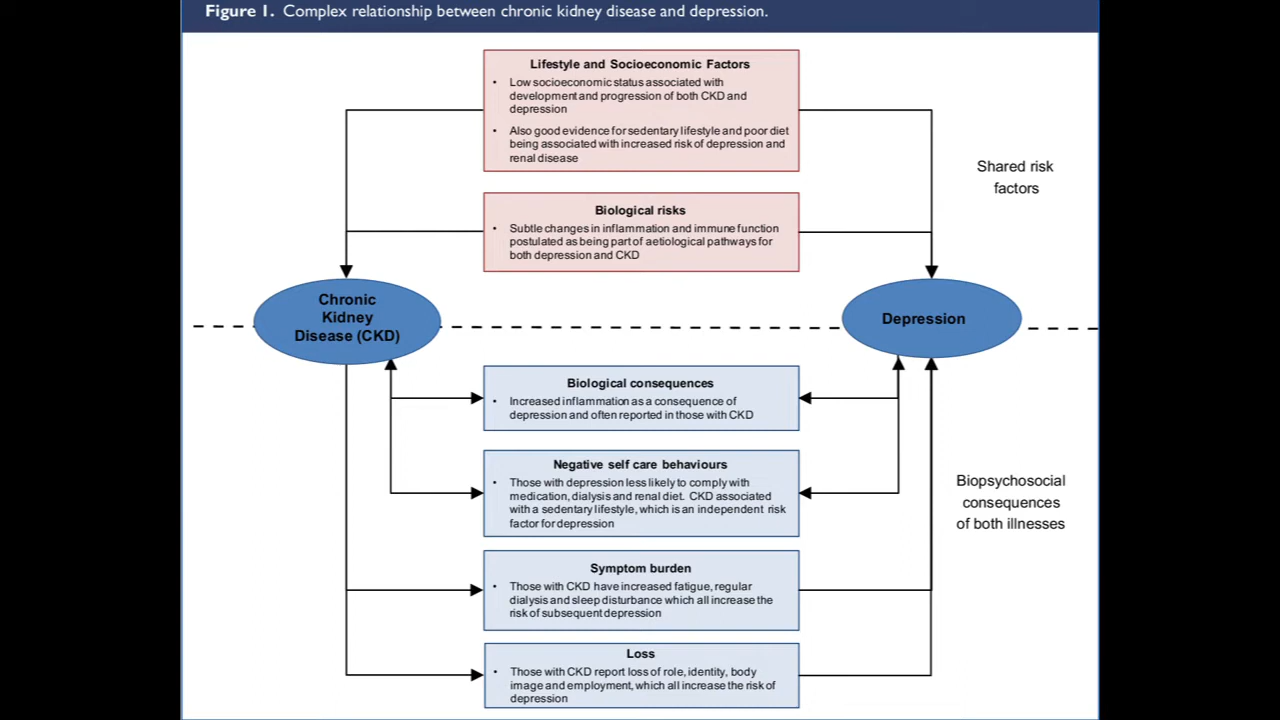 Figure 1. Complex relationship between chronic kidney disease and depression.
Lifestyle and Socioeconomic Factors
• Low socioeconomic status associated with
development and progression of both CKD and
depression
• Also good evidence for sedentary lifestyle and poor diet
being associated with increased risk of depression and
renal disease
Shared risk
factors
Biological risks
• Subtle changes in inflammation and immune function
postulated as being part of aetiological pathways for
both depression and CKD
Chronic
Kidney
Disease (CKD)
Depression
Biological consequences
• Increased inflammation as a consequence of
depression and often reported in those with CKD
Negative self care behaviours
• Those with depression less likely to comply with
medication, dialysis and renal diet. CKD associated
with a sedentary lifestyle, which is an independent risk
factor for depression
Biopsychosocial
consequences
of both illnesses
Symptom burden
• Those with CKD have increased fatigue, regular
dialysis and sleep disturbance which all increase the
risk of subsequent depression
Loss
• Those with CKD report loss of role, identity, body
image and employment, which all increase the risk of
depression